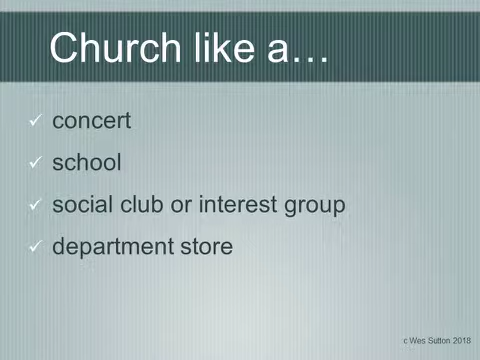 Church like a…
✓ concert
✓ school
✓ social club or interest group
✓ department store
c Wes Sutton 2018